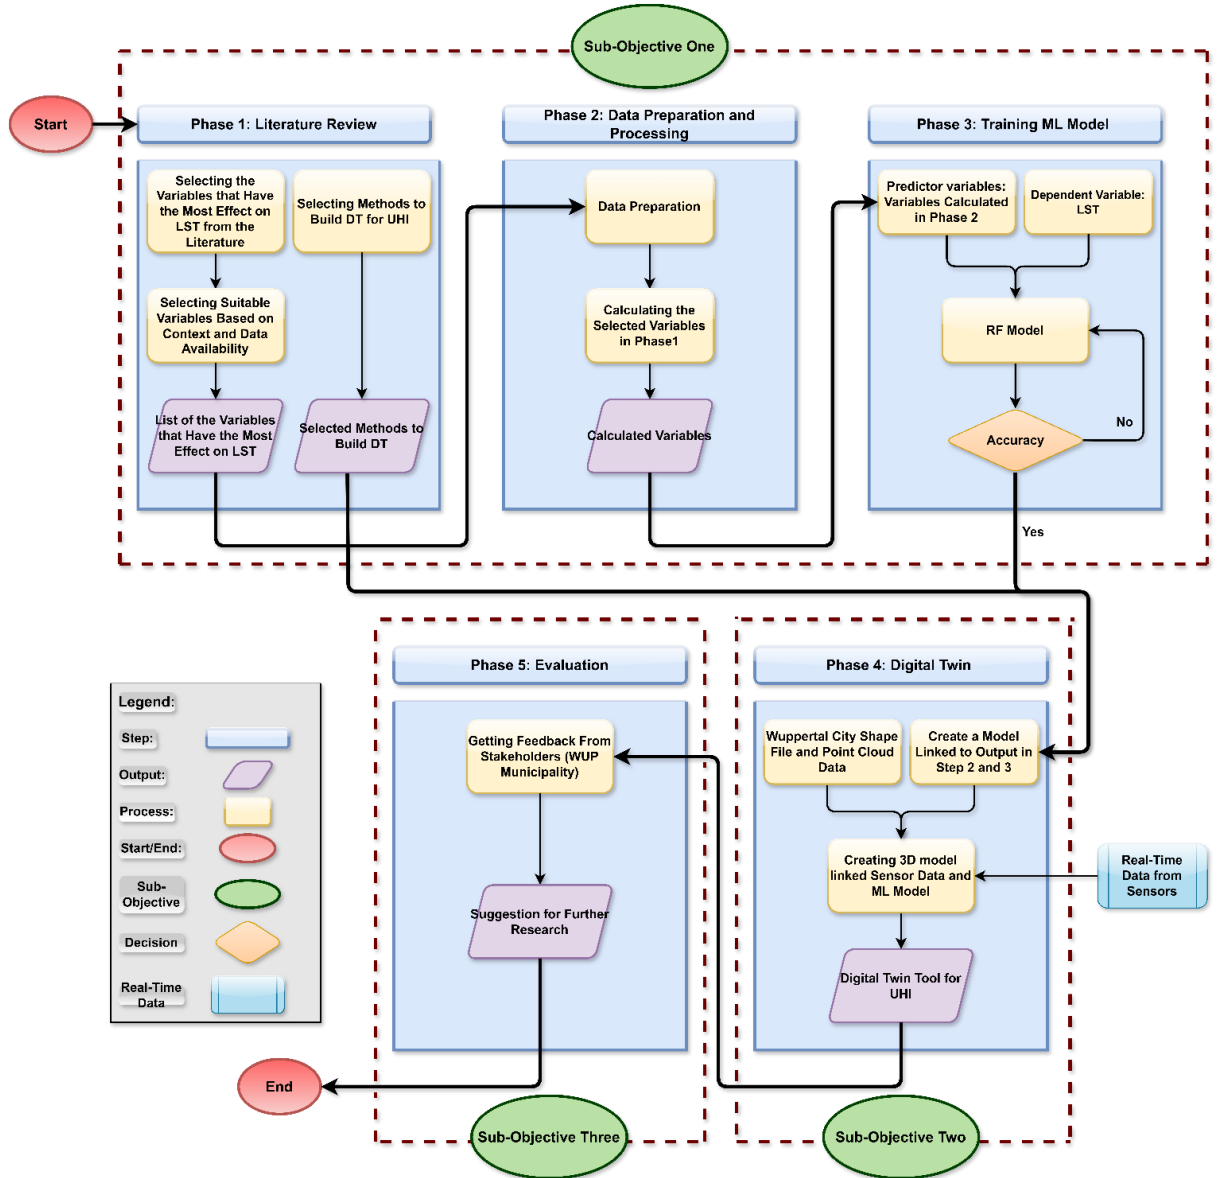 Sub-Objective One
Start
Phase 1: Literature Review
Phase 2: Data Preparation and
Processing
Phase 3: Training ML Model
Selecting the
Variables that Have
the Most Effect on
LST from the
Literature
Selecting Methods to
Build DT for UHI
Selecting Suitable
Variables Based on
Context and Data
Availability
List of the Variables
that Have the Most
Effect on LST
Selected Methods to
Build DT
Data Preparation
Calculating the
Selected Variables
in Phase1
Calculated Variables
Predictor variables:
Variables Calculated
in Phase 2
Dependent Variable:
LST
RF Model
Accuracy
No
Yes
Phase 5: Evaluation
Phase 4: Digital Twin
Getting Feedback From
Stakeholders (WUP
Municipality)
Suggestion for Further
Research
Wuppertal City Shape
File and Point Cloud
Data
Create a Model
Linked to Output in
Step 2 and 3
Creating 3D model
linked Sensor Data and
ML Model
Real-Time
Data from
Sensors
Digital Twin Tool for
UHI
Legend:
Step:
Output:
Process:
Start/End:
Sub-
Objective
Decision
Real-Time
Data
End
Sub-Objective Three
Sub-Objective Two